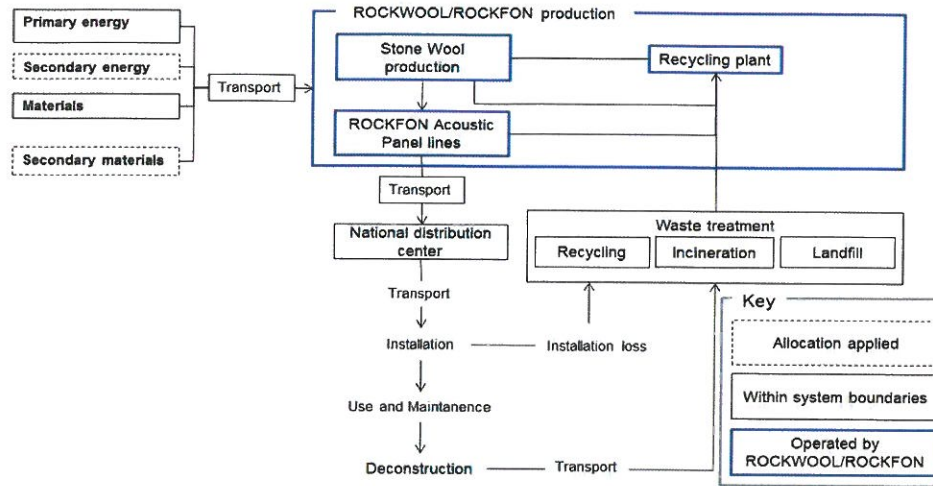 ROCKWOOL/ROCKFON production
Primary energy
Secondary energy
Materials
Secondary materials
Transport
Stone Wool
production
Recycling plant
ROCKFON Acoustic
Panel lines
Transport
National distribution
center
Waste treatment
Recycling
Incineration
Landfill
Transport
Installation
Installation loss
Use and Maintanence
Deconstruction
Transport
Key
Allocation applied
Within system boundaries
Operated by
ROCKWOOL/ROCKFON